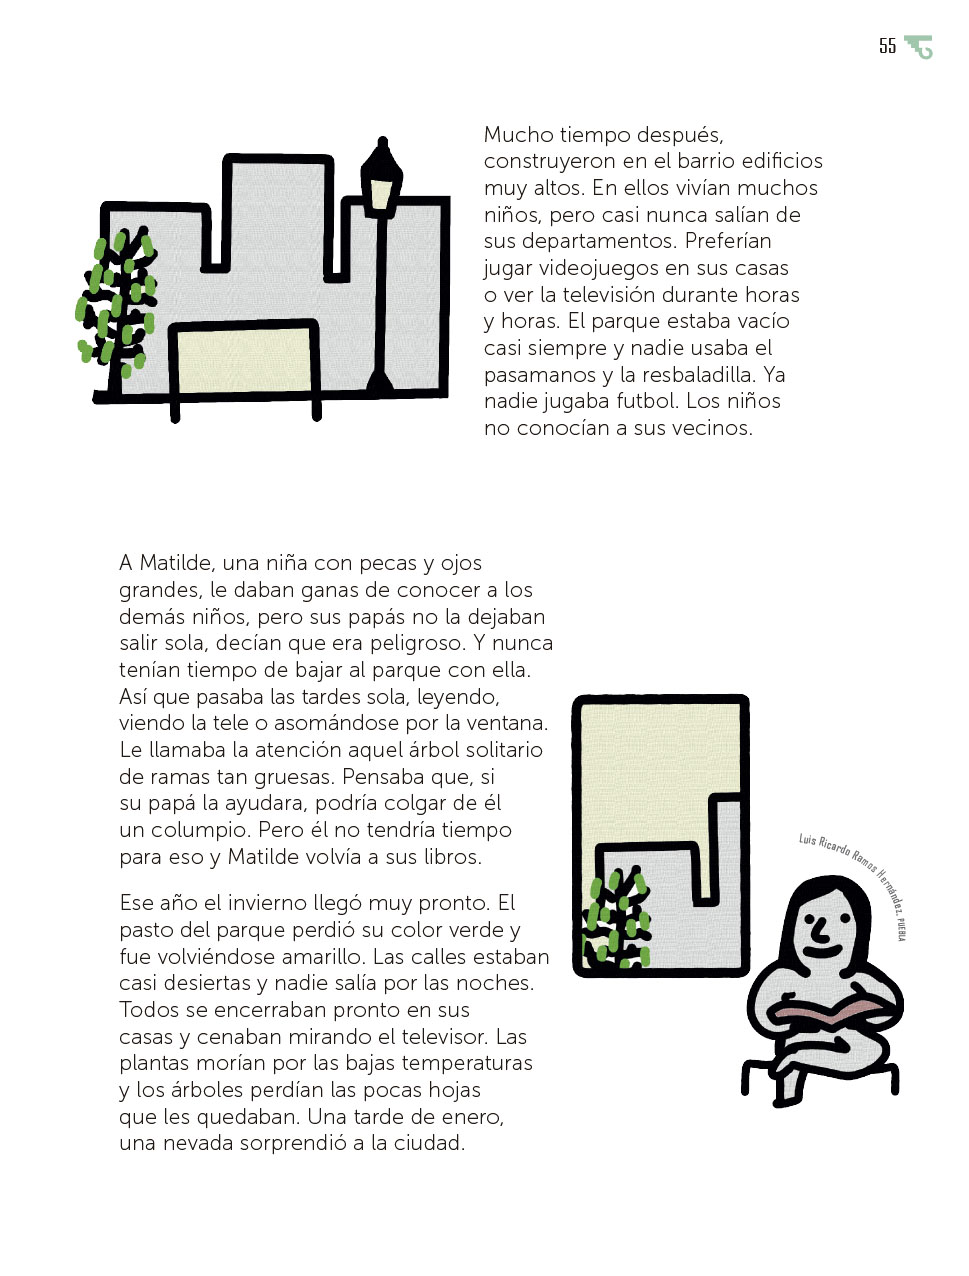 55
Mucho tiempo después,
construyeron en el barrio edificios
muy altos. En ellos vivían muchos
niños, pero casi nunca salían de
sus departamentos. Preferían
jugar videojuegos en sus casas
o ver la televisión durante horas
y horas. El parque estaba vacío
casi siempre y nadie usaba el
pasamanos y la resbaladilla. Ya
nadie jugaba futbol. Los niños
no conocían a sus vecinos.
A Matilde, una niña con pecas y ojos
grandes, le daban ganas de conocer a los
demás niños, pero sus papás no la dejaban
salir sola, decían que era peligroso. Y nunca
tenían tiempo de bajar al parque con ella.
Así que pasaba las tardes sola, leyendo,
viendo la tele o asomándose por la ventana.
Le llamaba la atención aquel árbol solitario
de ramas tan gruesas. Pensaba que, si
su papá la ayudara, podría colgar de él
un columpio. Pero él no tendría tiempo
para eso y Matilde volvía a sus libros.
Ese año el invierno llegó muy pronto. El
pasto del parque perdió su color verde y
fue volviéndose amarillo. Las calles estaban
casi desiertas y nadie salía por las noches.
Todos se encerraban pronto en sus
casas y cenaban mirando el televisor. Las
plantas morían por las bajas temperaturas
y los árboles perdían las pocas hojas
que les quedaban. Una tarde de enero,
una nevada sorprendió a la ciudad.
Luis Ricardo Ramos Hernández, PUEBLA